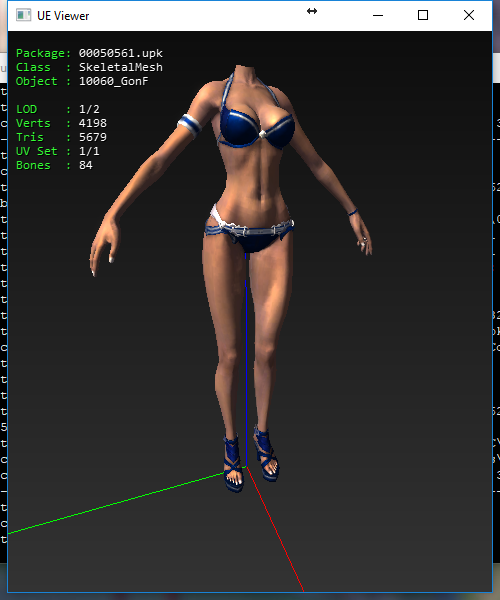 UE Viewer
Package: 00050561.upk
Class : SkeletalMesh
Object : 10060_GonF
LOD : 1/2
Verts : 4198
Tris : 5679
UV Set : 1/1
Bones : 84